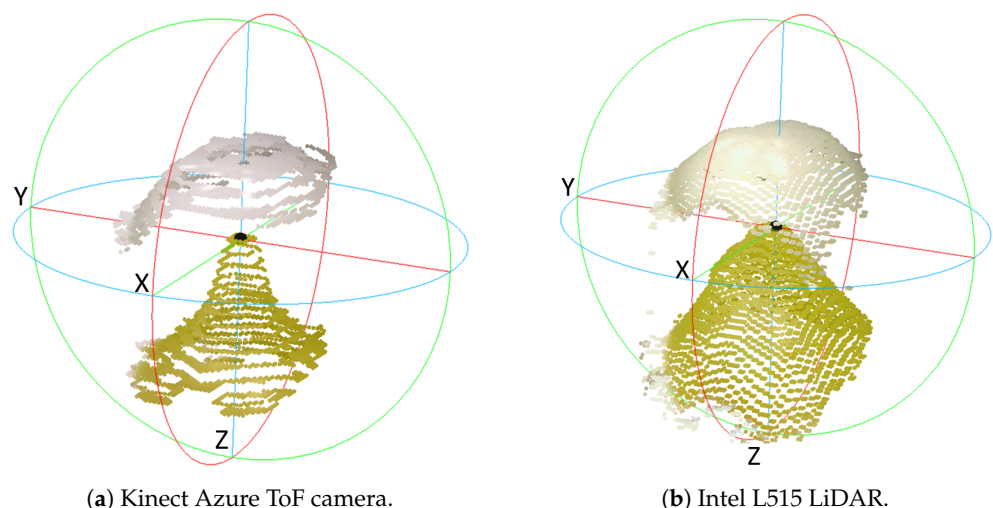 Y
X
Z
Y
X
Z
(a) Kinect Azure ToF camera.
(b) Intel L515 LiDAR.